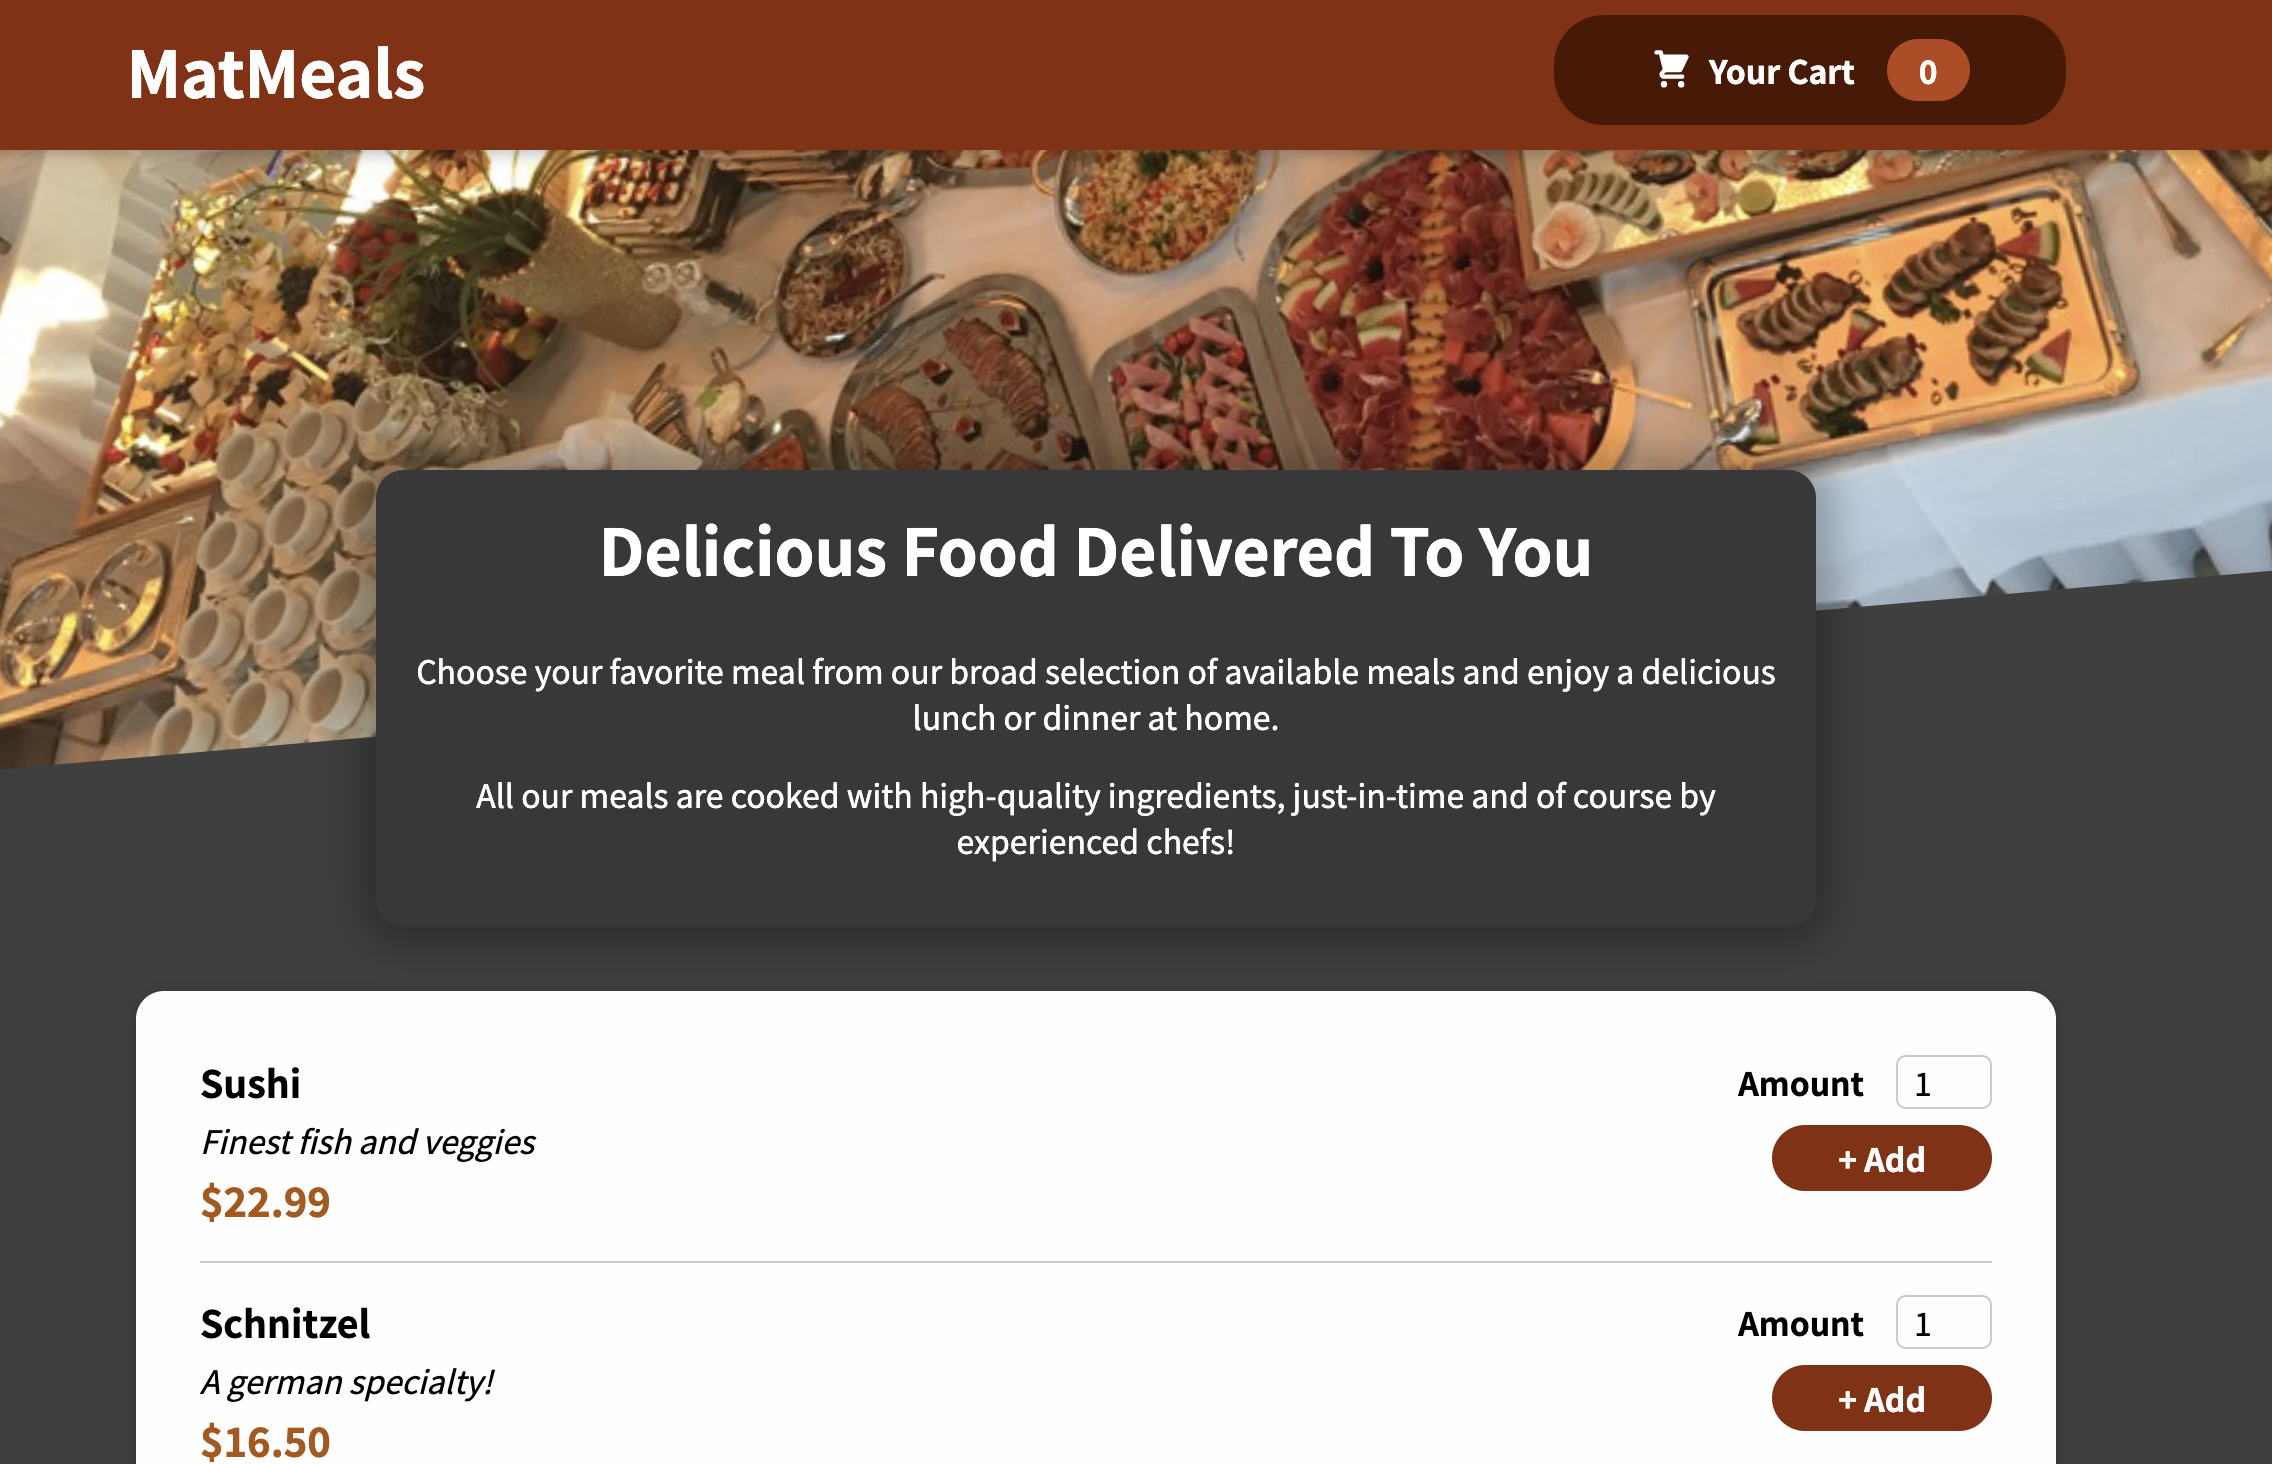 MatMeals
Your Cart 0
Delicious Food Delivered To You
Choose your favorite meal from our broad selection of available meals and enjoy a delicious
lunch or dinner at home.
All our meals are cooked with high-quality ingredients, just-in-time and of course by
experienced chefs!
Sushi
Finest fish and veggies
$22.99
Amount 1
+ Add
Schnitzel
A german specialty!
$16.50
Amount 1
+ Add